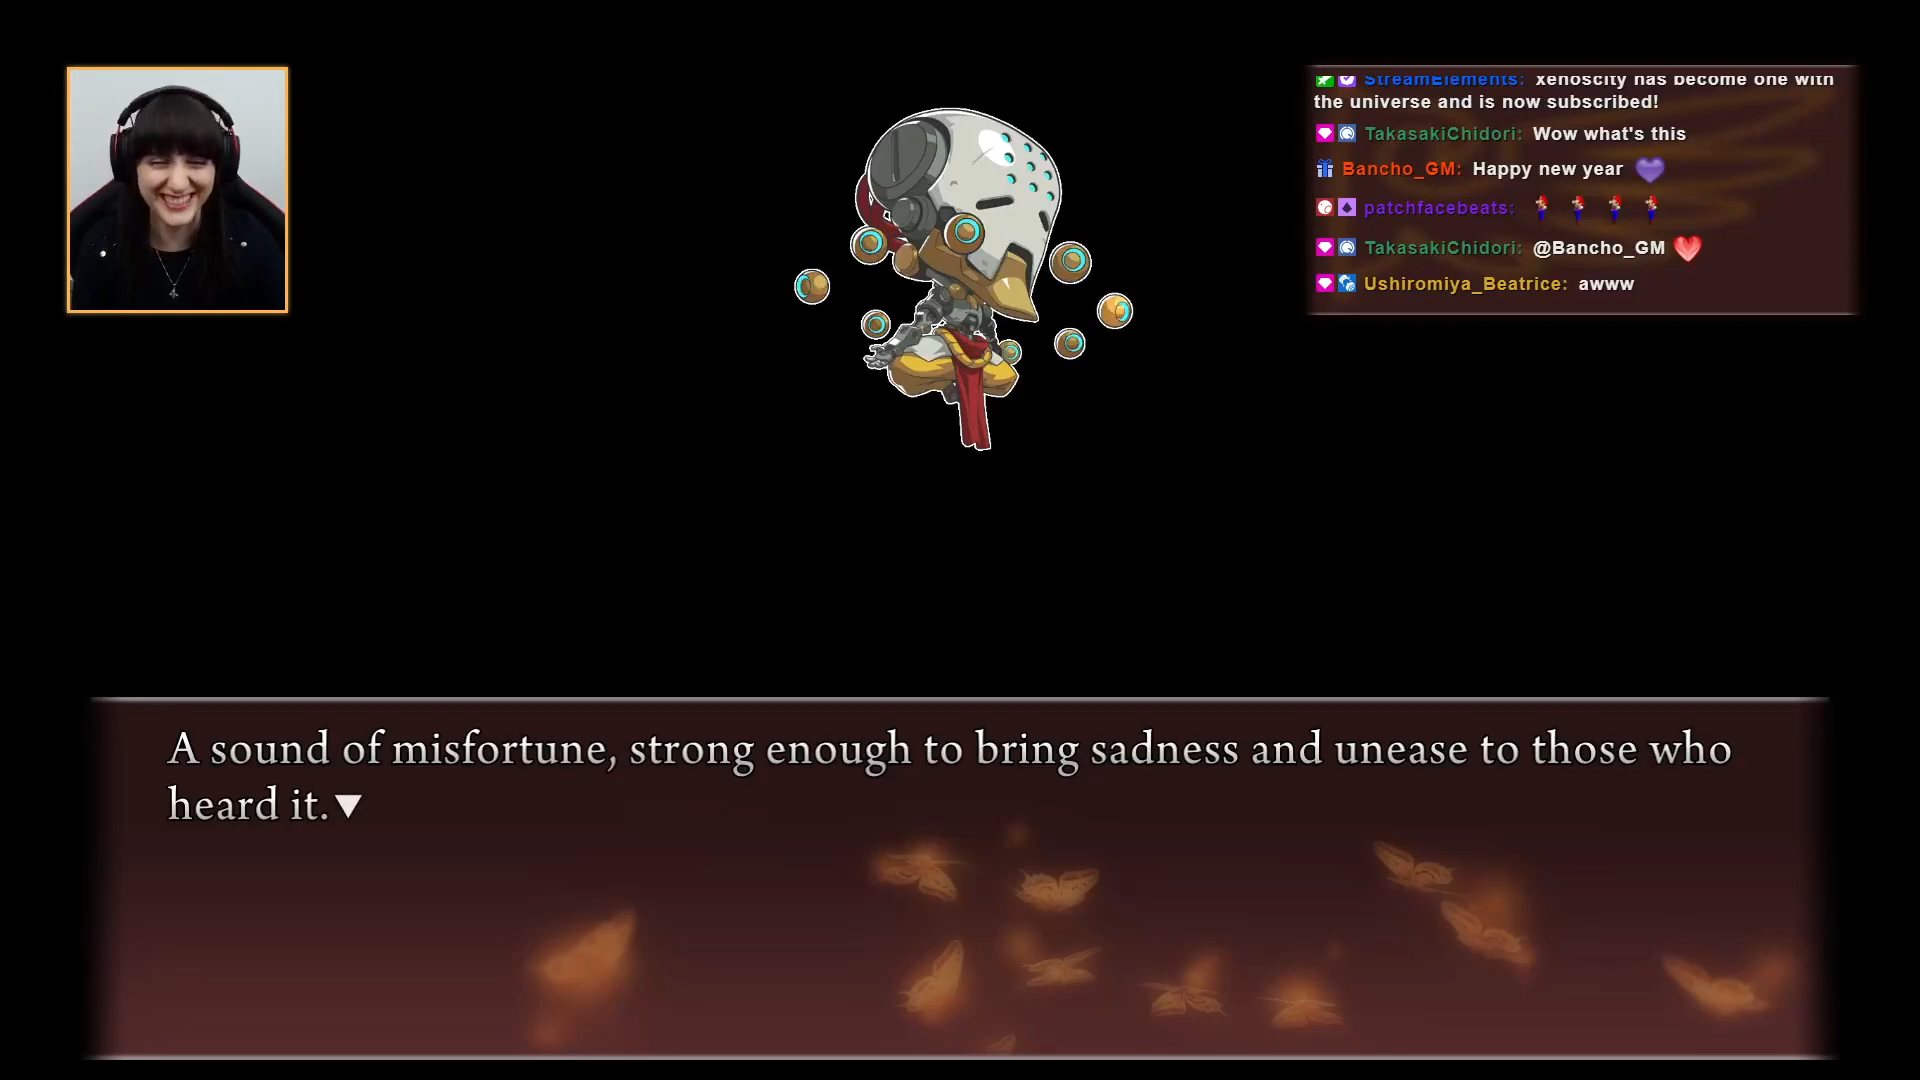 StreamElements: xenoscity has become one with
the universe and is now subscribed!
TakasakiChidori: Wow what's this
Bancho_GM: Happy new year
patchfacebeats:
TakasakiChidori: @Bancho_GM
Ushiromiya_Beatrice: awww
A sound of misfortune, strong enough to bring sadness and unease to those who
heard it.